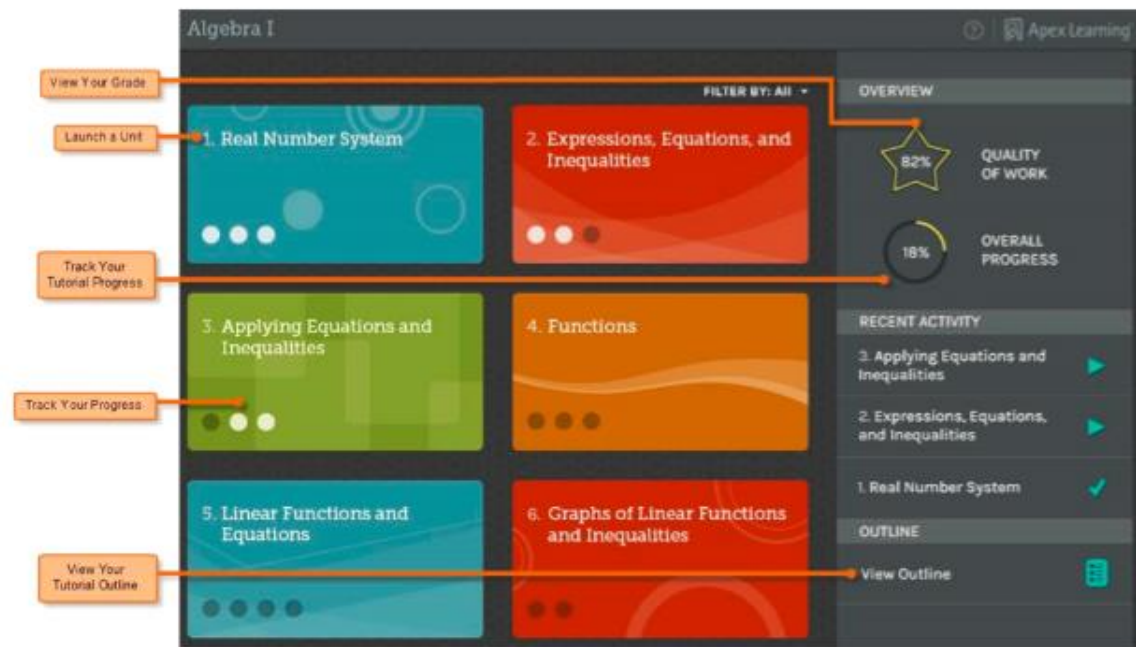 Algebra I
Apex Learning
View Your Grade
Launch a Unit
Track Your
Tutorial Progress
Track Your Progress
View Your
Tutorial Outline
FILTER BY: All
1. Real Number System
2. Expressions, Equations, and
Inequalities
3. Applying Equations and
Inequalities
4. Functions
5. Linear Functions and
Equations
6. Graphs of Linear Functions
and Inequalities
OVERVIEW
82%
QUALITY
OF WORK
18%
OVERALL
PROGRESS
RECENT ACTIVITY
3. Applying Equations and
Inequalities
2. Expressions, Equations,
and Inequalities
1. Real Number System
OUTLINE
View Outline